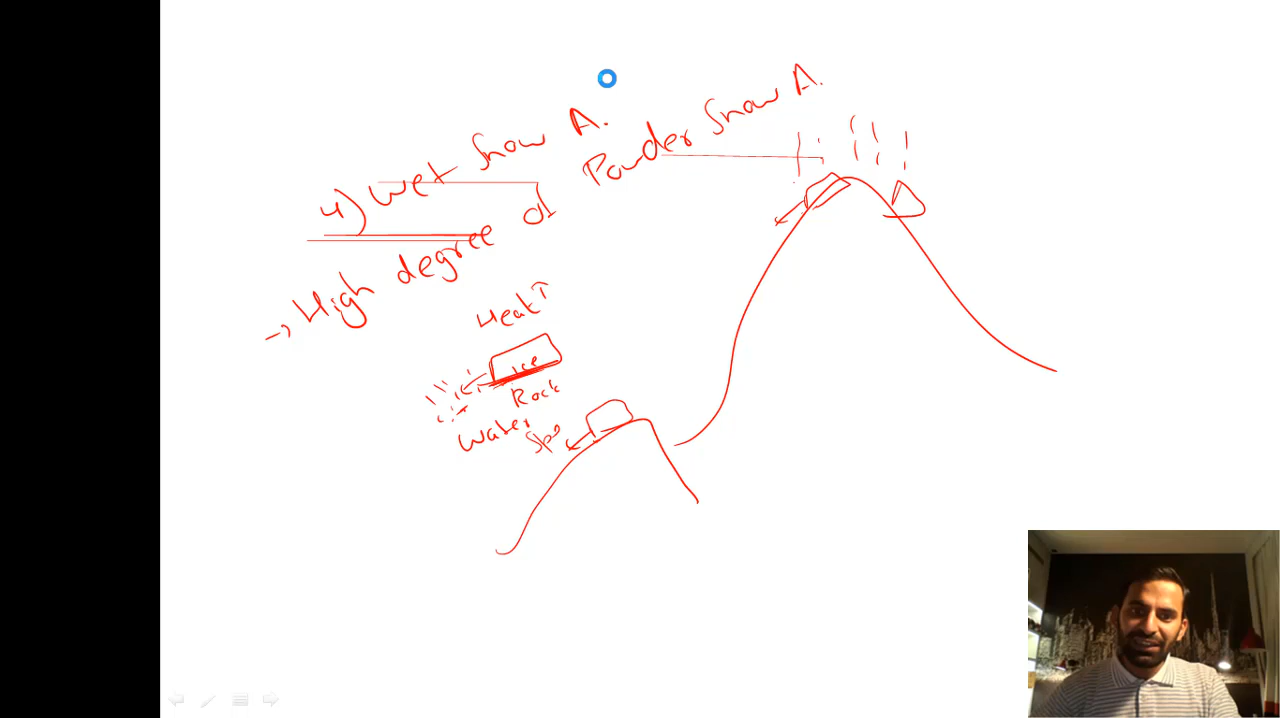 4) Wet Snow A.
Powder Snow A.
→ High degree of
Heat↑
Ice
Rock
Water